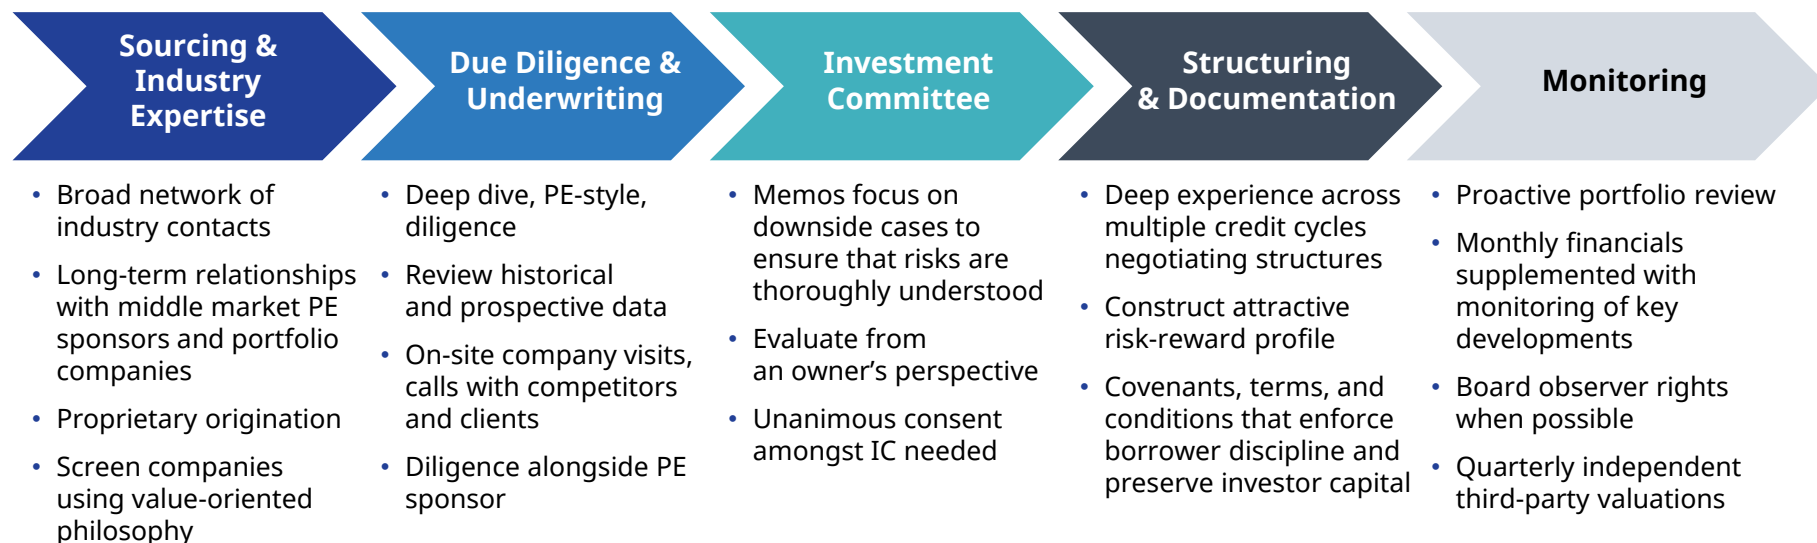 Sourcing &
Industry
Expertise
Due Diligence &
Underwriting
Investment
Committee
Structuring
& Documentation
Monitoring
• Broad network of
industry contacts
• Long-term relationships
with middle market PE
sponsors and portfolio
companies
• Proprietary origination
• Screen companies
using value-oriented
philosophy
• Deep dive, PE-style,
diligence
• Review historical
and prospective data
• On-site company visits,
calls with competitors
and clients
• Diligence alongside PE
sponsor
• Memos focus on
downside cases to
ensure that risks are
thoroughly understood
• Evaluate from
an owner’s perspective
• Unanimous consent
amongst IC needed
• Deep experience across
multiple credit cycles
negotiating structures
• Construct attractive
risk-reward profile
• Covenants, terms, and
conditions that enforce
borrower discipline and
preserve investor capital
• Proactive portfolio review
• Monthly financials
supplemented with
monitoring of key
developments
• Board observer rights
when possible
• Quarterly independent
third-party valuations